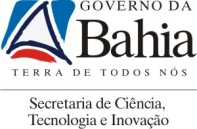 GOVERNO DA
Bahia
TERRA DE TODOS NÓS
Secretaria de Ciência,
Tecnologia e Inovação